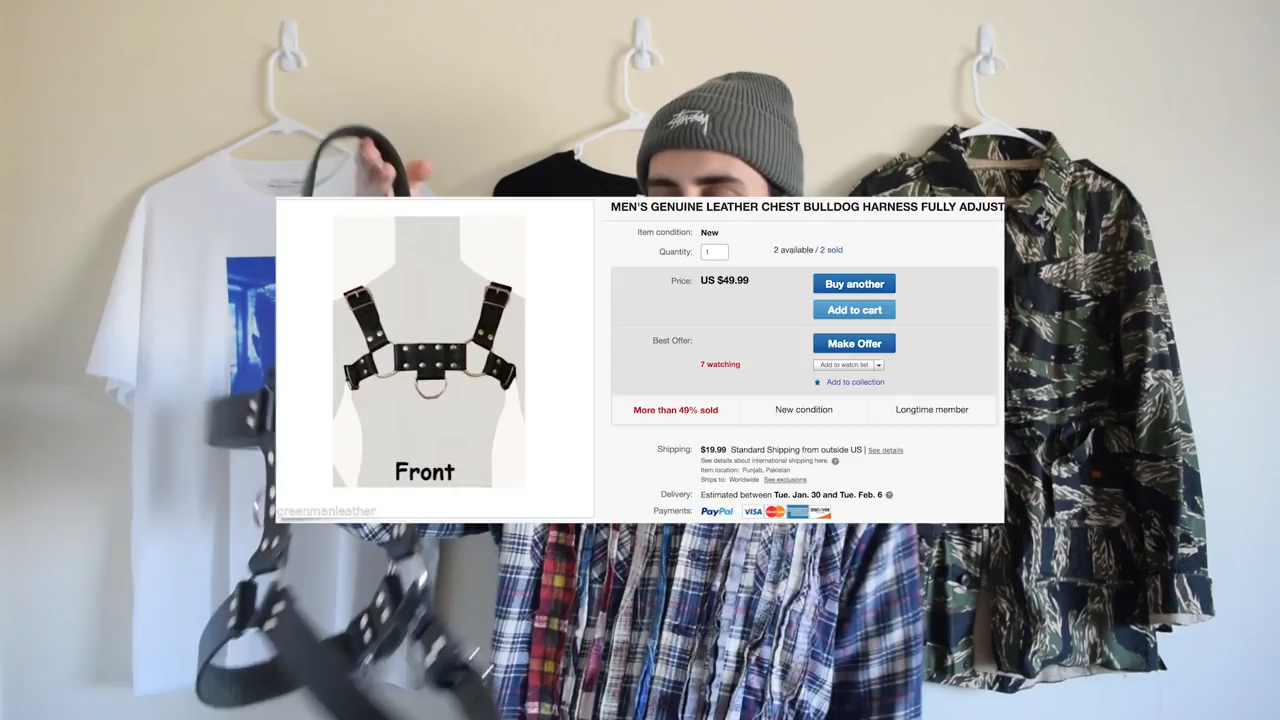 Stüssy
MEN'S GENUINE LEATHER CHEST BULLDOG HARNESS FULLY ADJUST
Item condition: New
Quantity: 1 2 available / 2 sold
Price: US $49.99 Buy another
Add to cart
Best Offer: Make Offer
7 watching Add to watch list
Add to collection
More than 49% sold New condition Longtime member
Shipping: $19.99 Standard Shipping from outside US | See details
See details about international shipping here.
Item location: Punjab, Pakistan
Ships to: Worldwide See exclusions
Delivery: Estimated between Tue. Jan. 30 and Tue. Feb. 6
Payments: PayPal VISA MasterCard DISCOVER
Front
greenmanleather